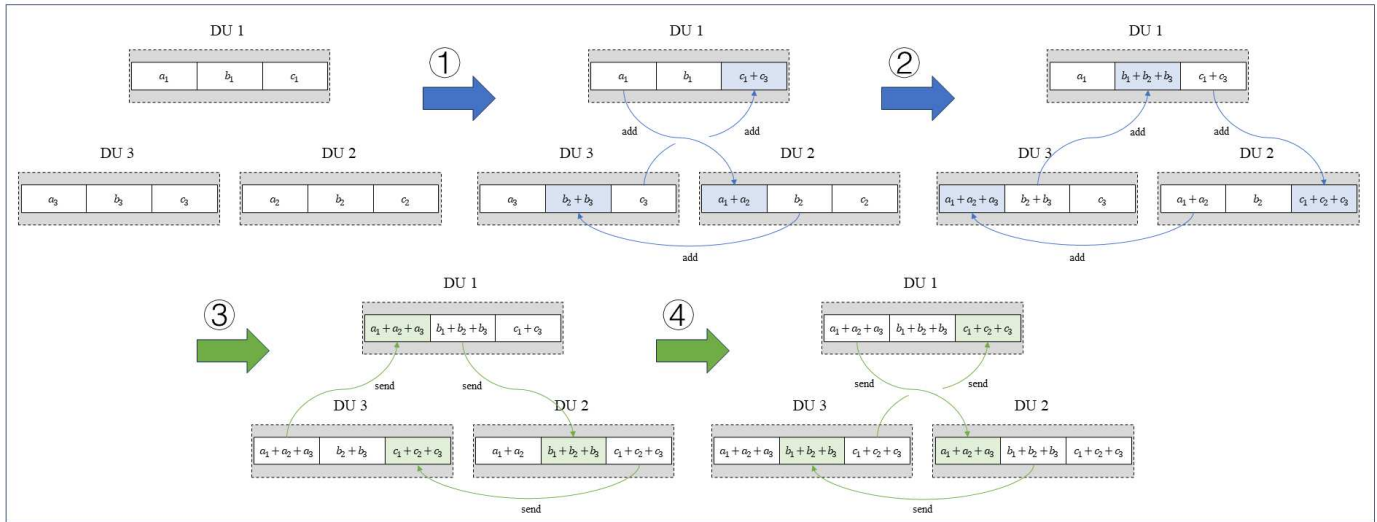 DU 1
a₁ b₁ c₁
DU 3
a₃ b₃ c₃
DU 2
a₂ b₂ c₂
①
DU 1
a₁ b₁ c₁ + c₃
add add
DU 3
a₃ b₂ + b₃ c₃
DU 2
a₁ + a₂ b₂ c₂
add
②
DU 1
a₁ b₁ + b₂ + b₃ c₁ + c₃
add add
DU 3
a₁ + a₂ + a₃ b₂ + b₃ c₃
DU 2
a₁ + a₂ b₂ c₁ + c₂ + c₃
add
③
DU 1
a₁ + a₂ + a₃ b₁ + b₂ + b₃ c₁ + c₃
send send
DU 3
a₁ + a₂ + a₃ b₂ + b₃ c₁ + c₂ + c₃
DU 2
a₁ + a₂ b₁ + b₂ + b₃ c₁ + c₂ + c₃
send
④
DU 1
a₁ + a₂ + a₃ b₁ + b₂ + b₃ c₁ + c₂ + c₃
send send
DU 3
a₁ + a₂ + a₃ b₁ + b₂ + b₃ c₁ + c₂ + c₃
DU 2
a₁ + a₂ + a₃ b₁ + b₂ + b₃ c₁ + c₂ + c₃
send